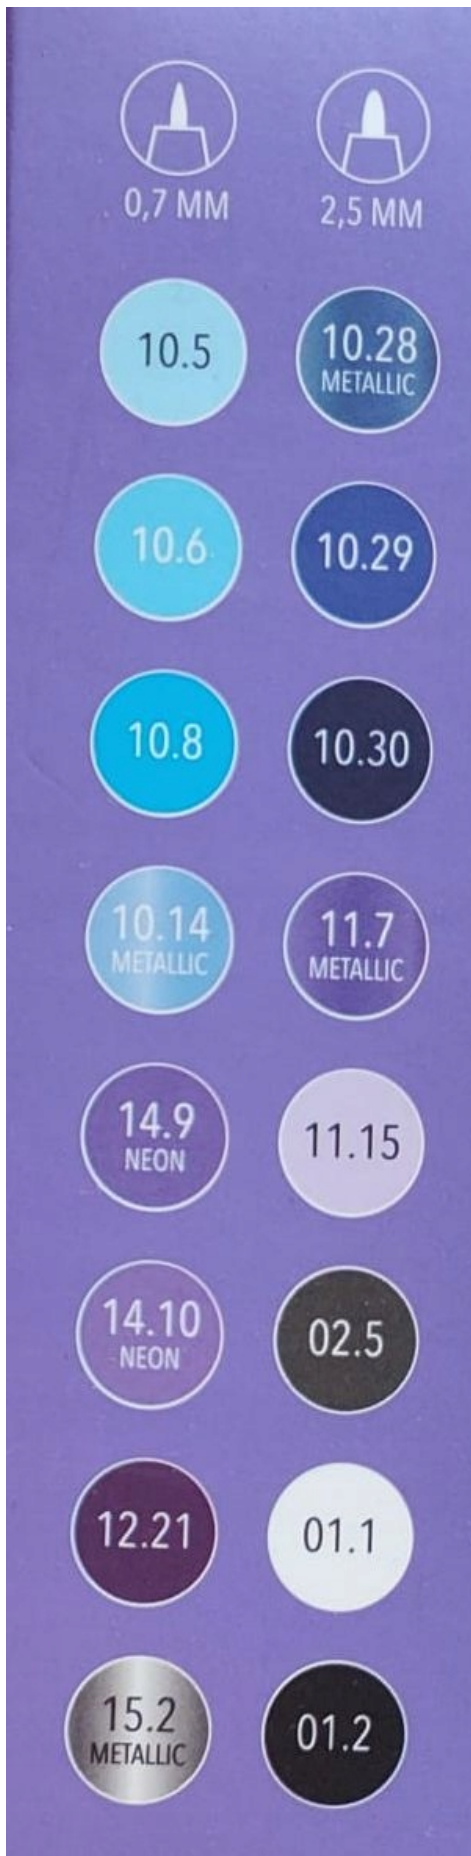 0,7 MM
2,5 MM
10.5
10.28
METALLIC
10.6
10.29
10.8
10.30
10.14
METALLIC
11.7
METALLIC
14.9
NEON
11.15
14.10
NEON
02.5
12.21
01.1
15.2
METALLIC
01.2